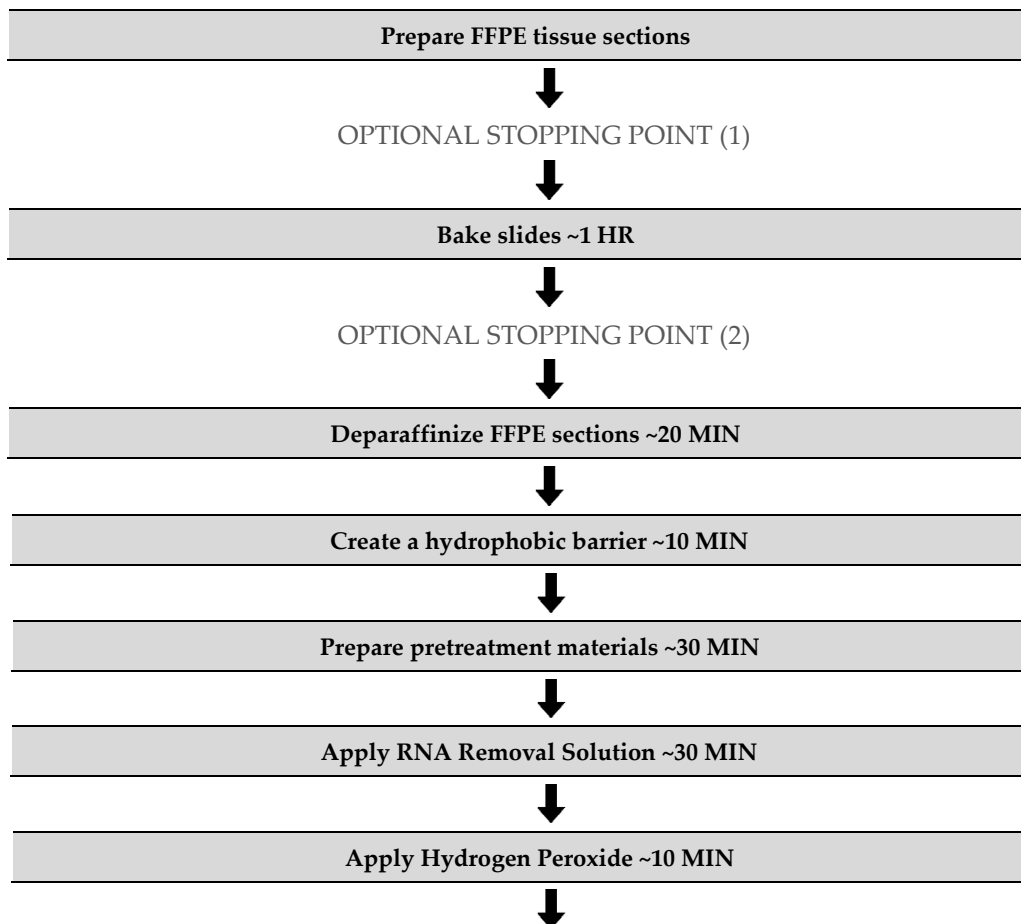 Prepare FFPE tissue sections
OPTIONAL STOPPING POINT (1)
Bake slides ~1 HR
OPTIONAL STOPPING POINT (2)
Deparaffinize FFPE sections ~20 MIN
Create a hydrophobic barrier ~10 MIN
Prepare pretreatment materials ~30 MIN
Apply RNA Removal Solution ~30 MIN
Apply Hydrogen Peroxide ~10 MIN